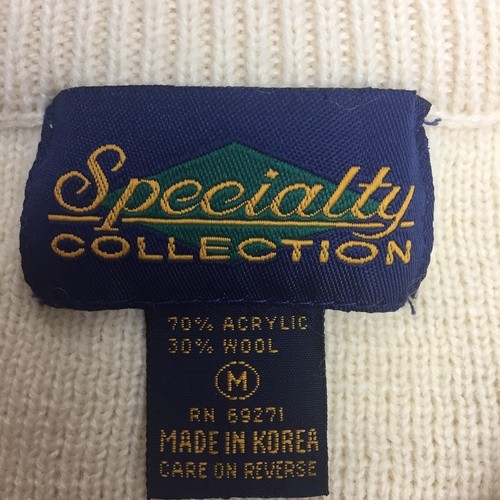 Specialty
COLLECTION
70% ACRYLIC
30% WOOL
M
RN 69271
MADE IN KOREA
CARE ON REVERSE